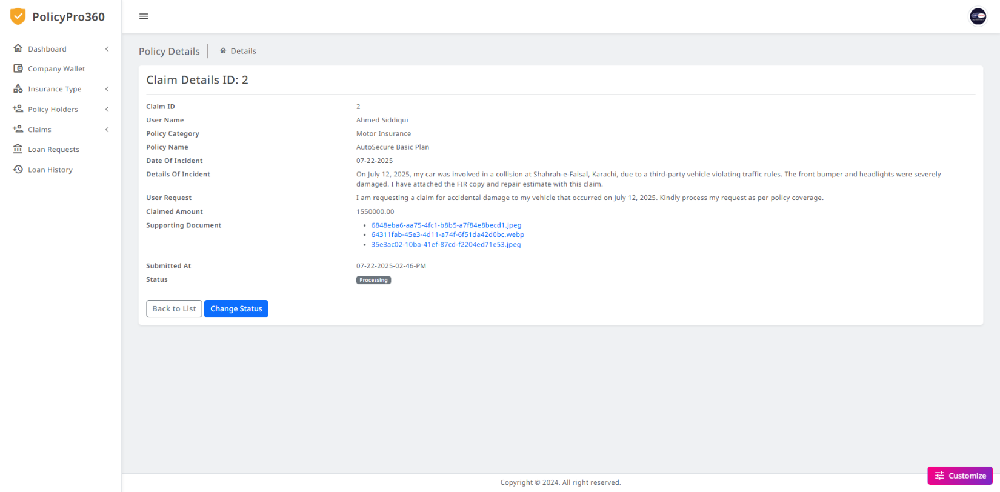 PolicyPro360
Dashboard
Company Wallet
Insurance Type
Policy Holders
Claims
Loan Requests
Loan History
Policy Details
Details
Claim Details ID: 2
Claim ID 2
User Name Ahmed Siddiqui
Policy Category Motor Insurance
Policy Name AutoSecure Basic Plan
Date Of Incident 07-22-2025
Details Of Incident On July 12, 2025, my car was involved in a collision at Shahrah-e-Faisal, Karachi, due to a third-party vehicle violating traffic rules. The front bumper and headlights were severely
damaged. I have attached the FIR copy and repair estimate with this claim.
User Request I am requesting a claim for accidental damage to my vehicle that occurred on July 12, 2025. Kindly process my request as per policy coverage.
Claimed Amount 1550000.00
Supporting Document • 6848eba6-aa75-4fc1-b8b5-a7f84e8becd1.jpeg
• 64311fab-45e3-4d11-a74f-6f51da42d0bc.webp
• 35e3ac02-10ba-41ef-87cd-f2204ed71e53.jpeg
Submitted At 07-22-2025-02-46-PM
Status Processing
Back to List Change Status
Customize
Copyright © 2024. All right reserved.